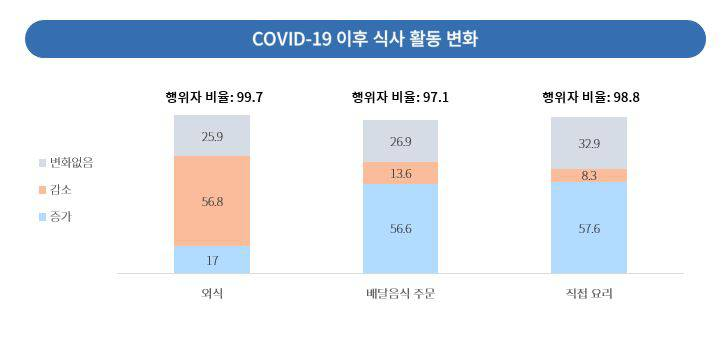 COVID-19 이후 식사 활동 변화
행위자 비율: 99.7
행위자 비율: 97.1
행위자 비율: 98.8
변화없음
감소
증가
25.9
56.8
17
26.9
13.6
56.6
32.9
8.3
57.6
외식
배달음식 주문
직접 요리